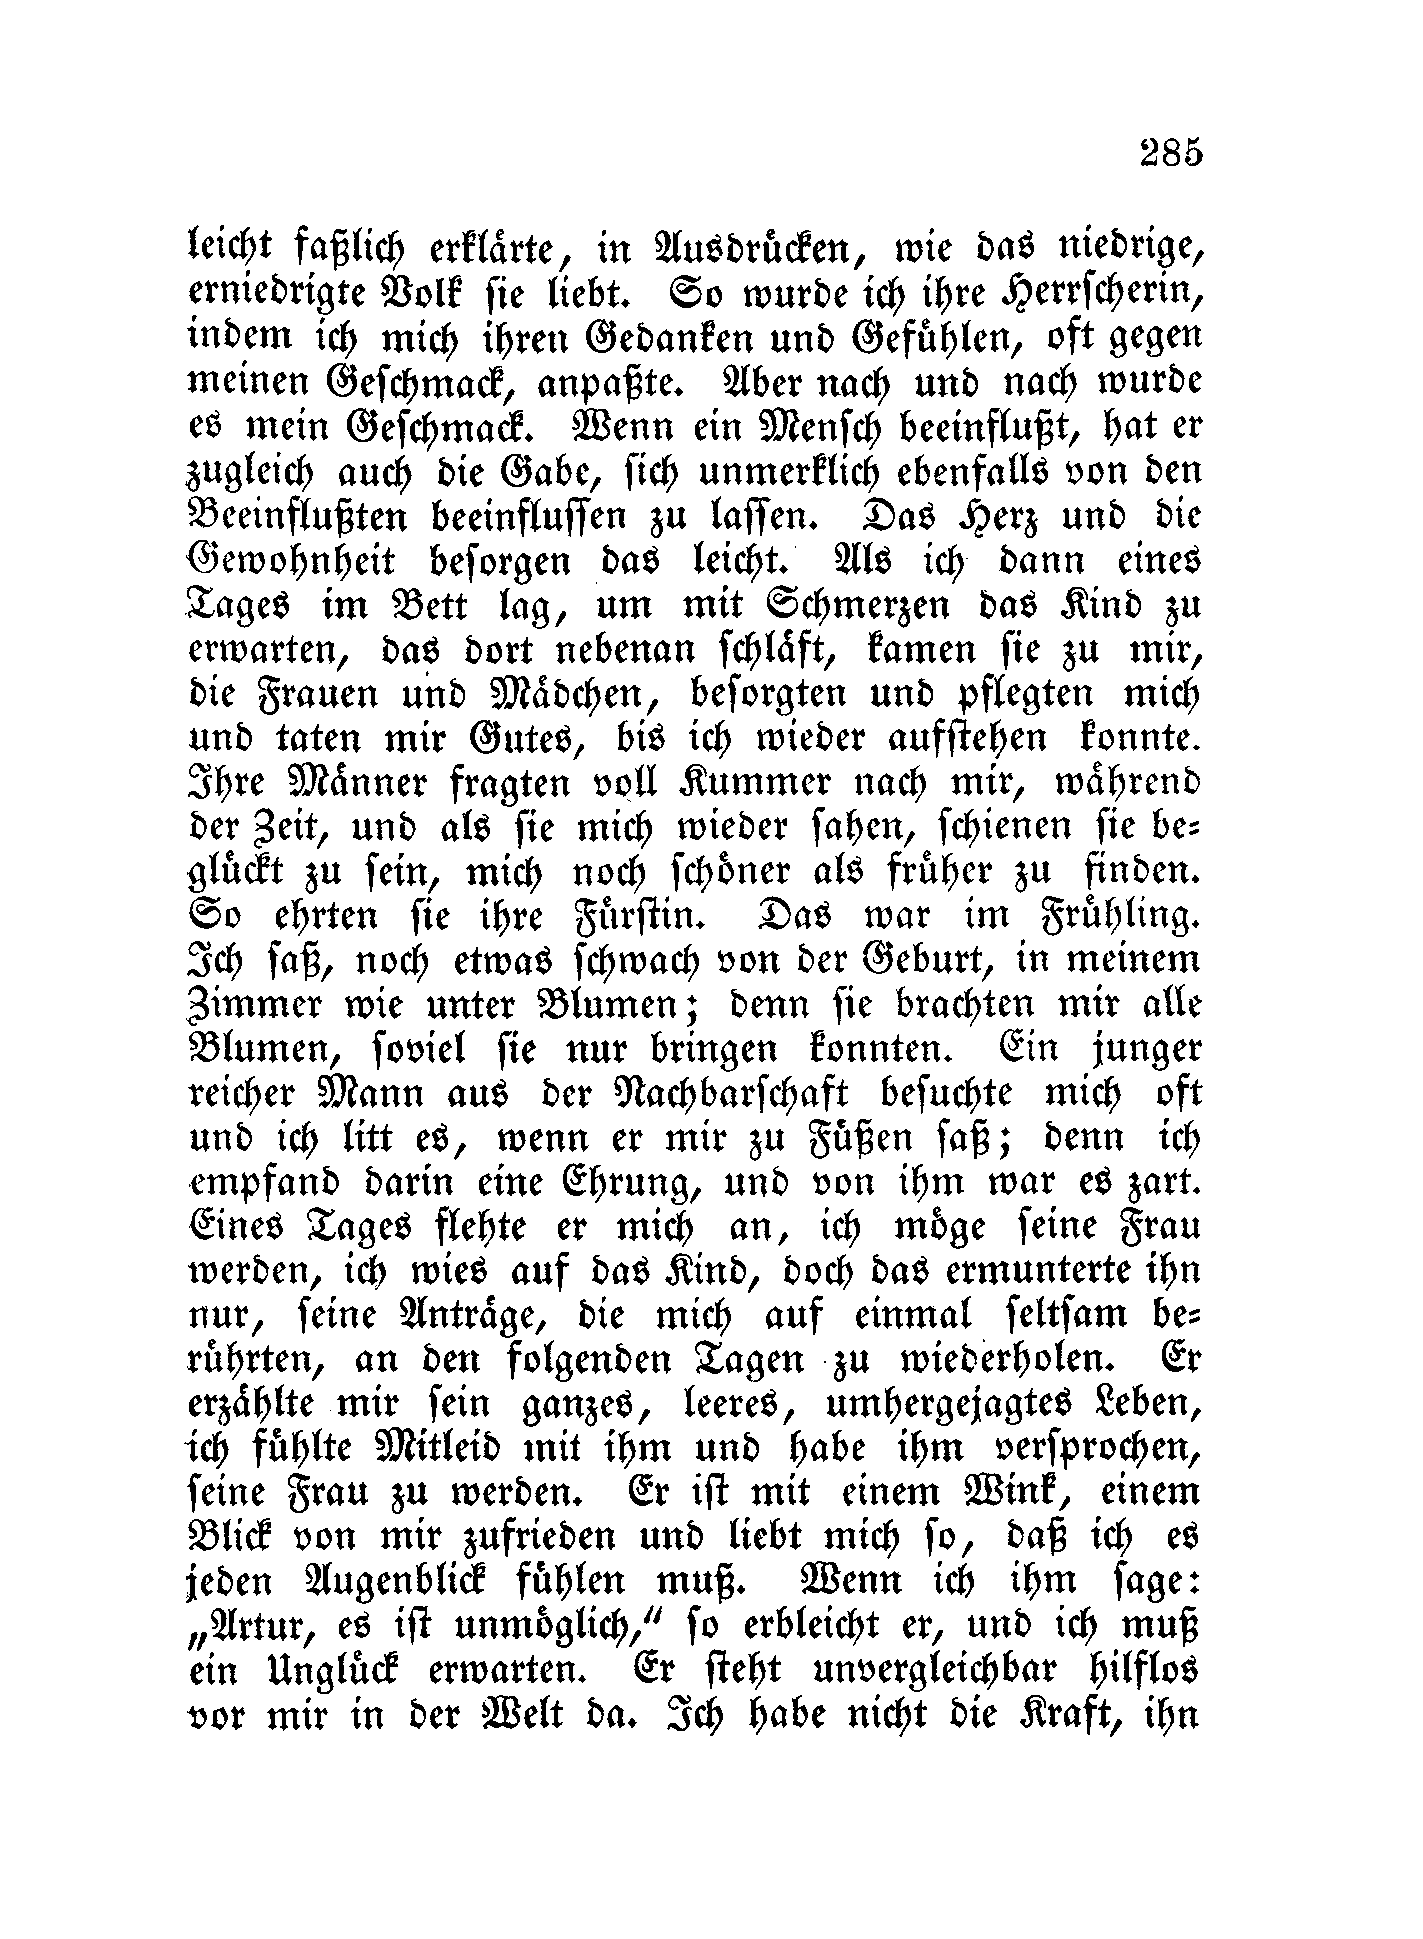 285
leicht faßlich erklärte, in Ausdrücken, wie das niedrige,
erniedrigte Volk sie liebt. So wurde ich ihre Herrscherin,
indem ich mich ihren Gedanken und Gefühlen, oft gegen
meinen Geschmack, anpaßte. Aber nach und nach wurde
es mein Geschmack. Wenn ein Mensch beeinflußt, hat er
zugleich auch die Gabe, sich unmerklich ebenfalls von den
Beeinflußten beeinflussen zu lassen. Das Herz und die
Gewohnheit besorgen das leicht. Als ich dann eines
Tages im Bett lag, um mit Schmerzen das Kind zu
erwarten, das dort nebenan schläft, kamen sie zu mir,
die Frauen und Mädchen, besorgten und pflegten mich
und taten mir Gutes, bis ich wieder aufstehen konnte.
Ihre Männer fragten voll Kummer nach mir, während
der Zeit, und als sie mich wieder sahen, schienen sie be-
glückt zu sein, mich noch schöner als früher zu finden.
So ehrten sie ihre Fürstin. Das war im Frühling.
Ich saß, noch etwas schwach von der Geburt, in meinem
Zimmer wie unter Blumen; denn sie brachten mir alle
Blumen, soviel sie nur bringen konnten. Ein junger
reicher Mann aus der Nachbarschaft besuchte mich oft
und ich litt es, wenn er mir zu Füßen saß; denn ich
empfand darin eine Ehrung, und von ihm war es zart.
Eines Tages flehte er mich an, ich möge seine Frau
werden, ich wies auf das Kind, doch das ermunterte ihn
nur, seine Anträge, die mich auf einmal seltsam be-
rührten, an den folgenden Tagen zu wiederholen. Er
erzählte mir sein ganzes, leeres, umhergejagtes Leben,
ich fühlte Mitleid mit ihm und habe ihm versprochen,
seine Frau zu werden. Er ist mit einem Wink, einem
Blick von mir zufrieden und liebt mich so, daß ich es
jeden Augenblick fühlen muß. Wenn ich ihm sage:
„Artur, es ist unmöglich,“ so erbleicht er, und ich muß
ein Unglück erwarten. Er steht unvergleichbar hilflos
vor mir in der Welt da. Ich habe nicht die Kraft, ihn